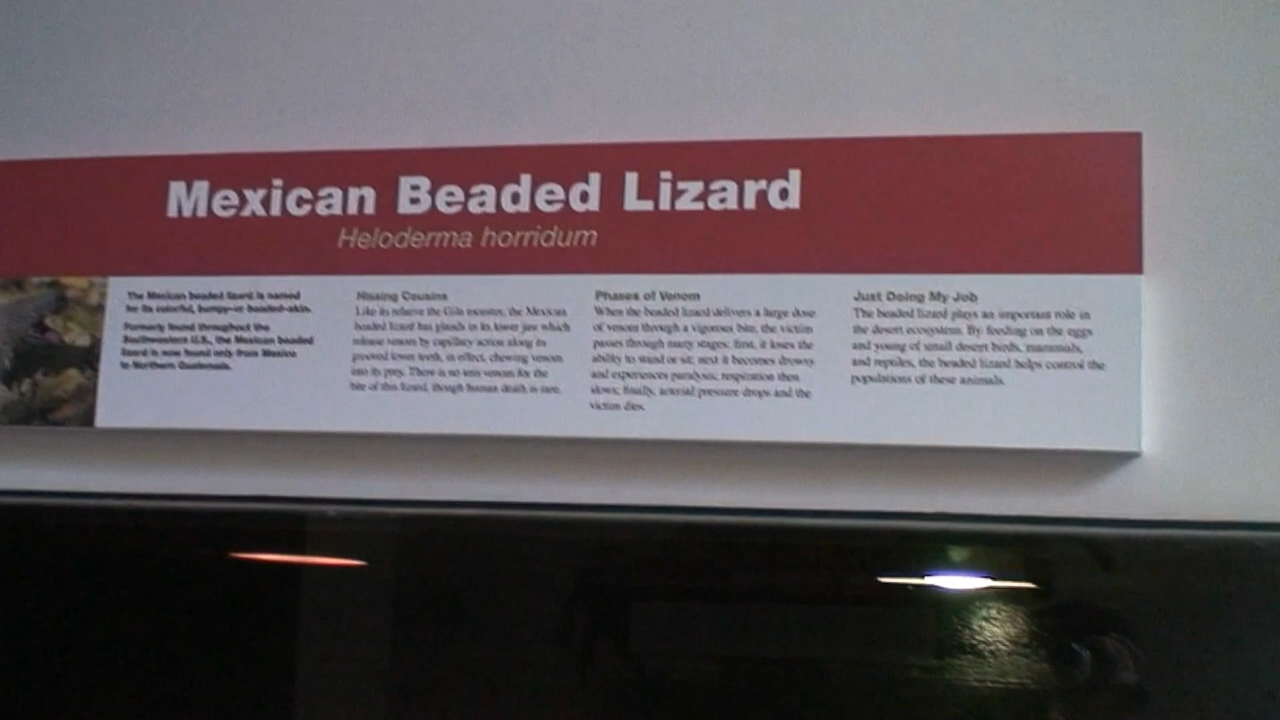 Mexican Beaded Lizard
Heloderma horridum
The Mexican beaded lizard is named
for its colorful, bumpy—or beaded—skin.
Formerly found throughout the
Southwestern U.S., the Mexican beaded
lizard is now found only from Mexico
to Northern Guatemala.
Hissing Cousins
Like its relative the Gila monster, the Mexican
beaded lizard has glands in its lower jaw which
release venom by capillary action along its
grooved lower teeth, in effect, chewing venom
into its prey. There is no anti venom for the
bite of this lizard, though human death is rare.
Phases of Venom
When the beaded lizard delivers a large dose
of venom through a vigorous bite, the victim
passes through many stages: first, it loses the
ability to stand or sit; next it becomes drowsy
and experiences paralysis; respiration then
slows; finally, arterial pressure drops and the
victim dies.
Just Doing My Job
The beaded lizard plays an important role in
the desert ecosystem. By feeding on the eggs
and young of small desert birds, mammals,
and reptiles, the beaded lizard helps control the
populations of these animals.